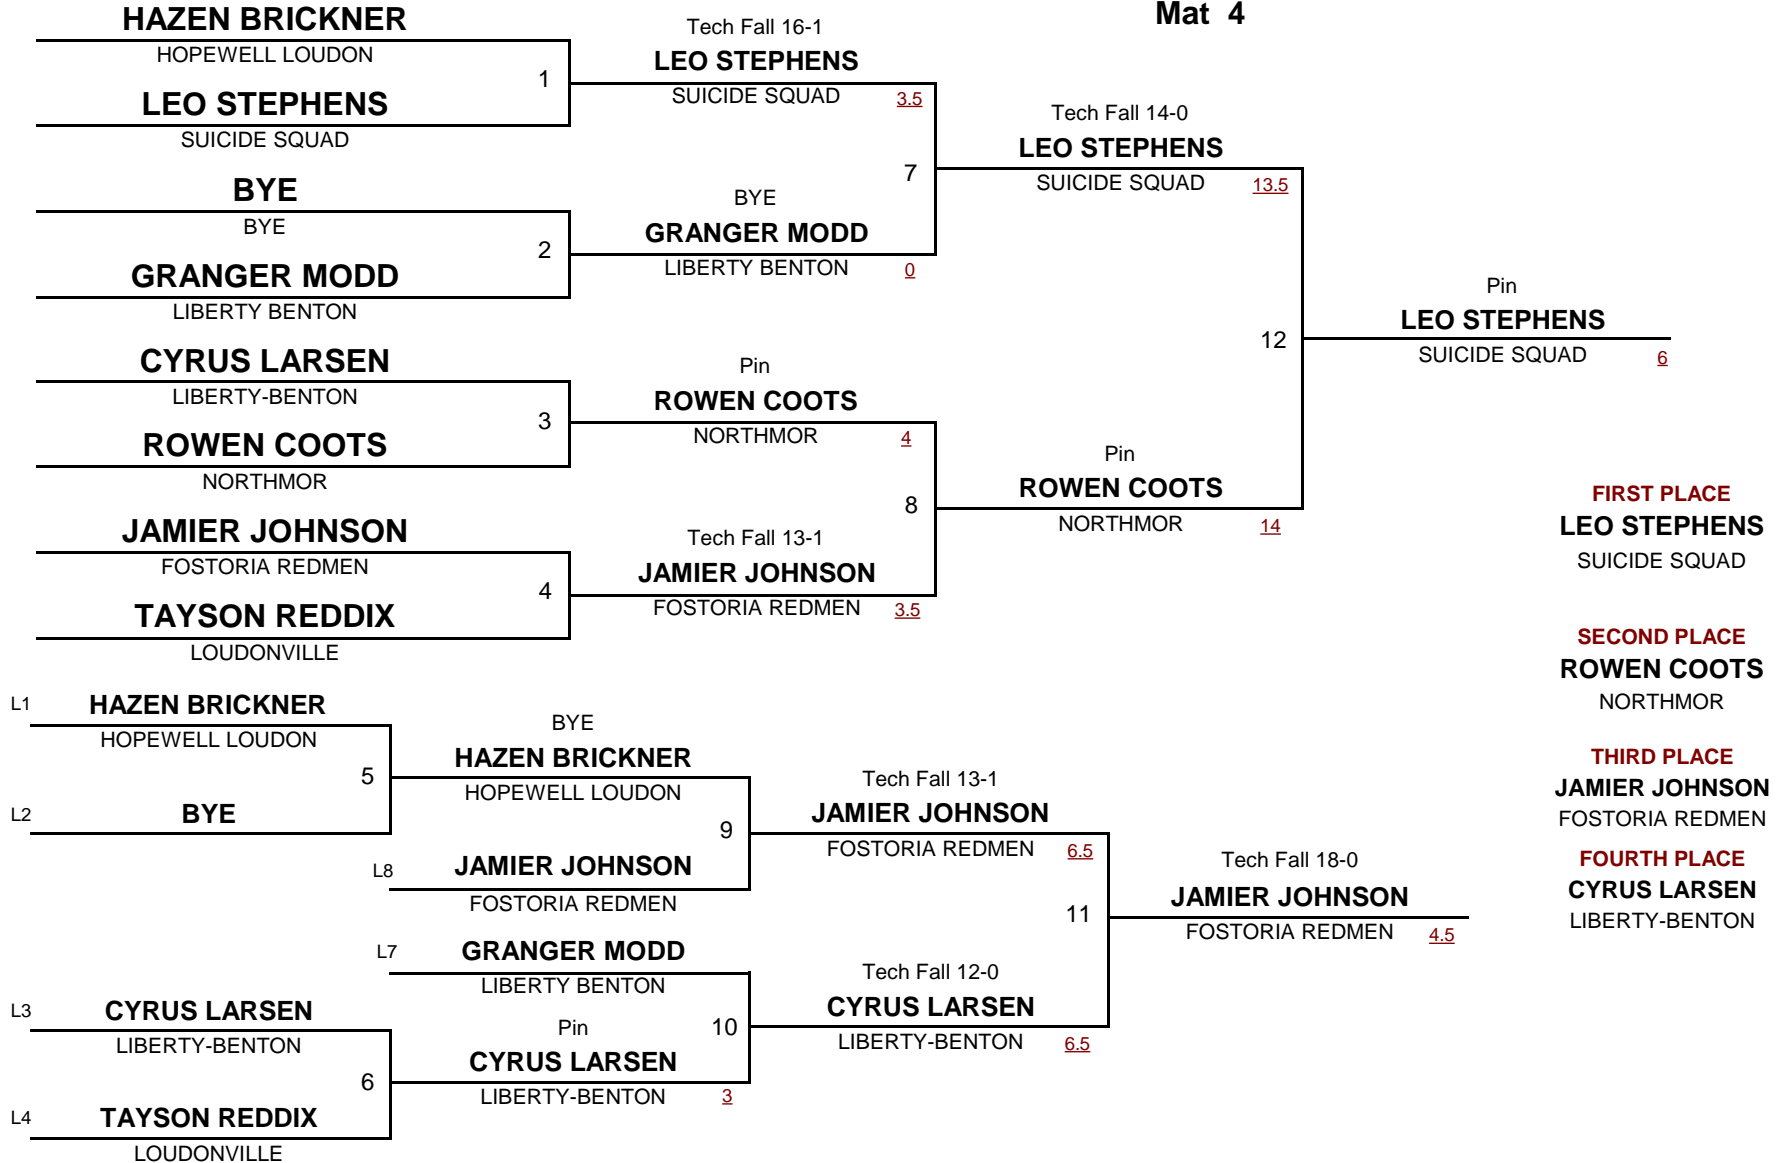 Mat 4
HAZEN BRICKNER
HOPEWELL LOUDON
1
LEO STEPHENS
SUICIDE SQUAD
BYE
BYE
2
GRANGER MODD
LIBERTY BENTON
CYRUS LARSEN
LIBERTY-BENTON
3
ROWEN COOTS
NORTHMOR
JAMIER JOHNSON
FOSTORIA REDMEN
4
TAYSON REDDIX
LOUDONVILLE
Tech Fall 16-1
LEO STEPHENS
SUICIDE SQUAD 3.5
7
BYE
GRANGER MODD
LIBERTY BENTON 0
Pin
ROWEN COOTS
NORTHMOR 4
8
Tech Fall 13-1
JAMIER JOHNSON
FOSTORIA REDMEN 3.5
Tech Fall 14-0
LEO STEPHENS
SUICIDE SQUAD 13.5
12
Pin
ROWEN COOTS
NORTHMOR 14
Pin
LEO STEPHENS
SUICIDE SQUAD 6
FIRST PLACE
LEO STEPHENS
SUICIDE SQUAD
SECOND PLACE
ROWEN COOTS
NORTHMOR
THIRD PLACE
JAMIER JOHNSON
FOSTORIA REDMEN
FOURTH PLACE
CYRUS LARSEN
LIBERTY-BENTON
L1 HAZEN BRICKNER
HOPEWELL LOUDON
5
L2 BYE
L3 CYRUS LARSEN
LIBERTY-BENTON
6
L4 TAYSON REDDIX
LOUDONVILLE
BYE
HAZEN BRICKNER
HOPEWELL LOUDON
9
L8 JAMIER JOHNSON
FOSTORIA REDMEN
L7 GRANGER MODD
LIBERTY BENTON
10
Pin
CYRUS LARSEN
LIBERTY-BENTON 3
Tech Fall 13-1
JAMIER JOHNSON
FOSTORIA REDMEN 6.5
11
Tech Fall 12-0
CYRUS LARSEN
LIBERTY-BENTON 6.5
Tech Fall 18-0
JAMIER JOHNSON
FOSTORIA REDMEN 4.5